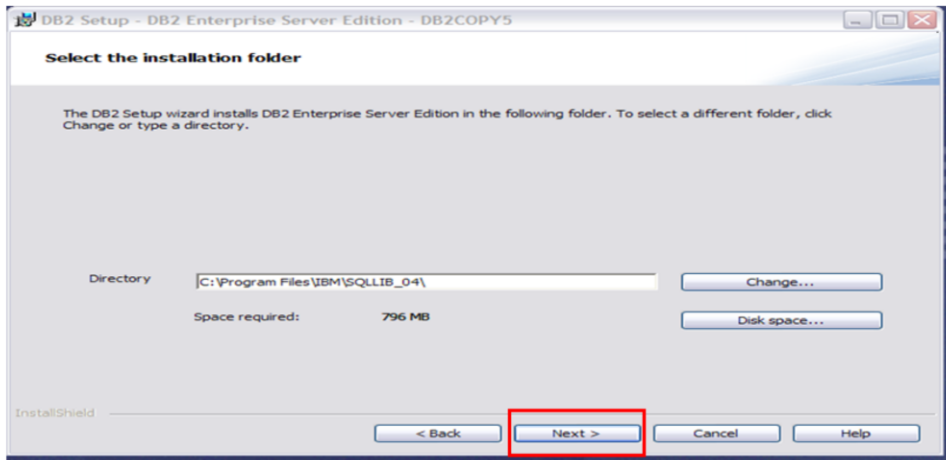 DB2 Setup - DB2 Enterprise Server Edition - DB2COPY5
Select the installation folder
The DB2 Setup wizard installs DB2 Enterprise Server Edition in the following folder. To select a different folder, click
Change or type a directory.
Directory
C:\Program Files\IBM\SQLLIB_04\
Change...
Space required:
796 MB
Disk space...
InstallShield
< Back
Next >
Cancel
Help